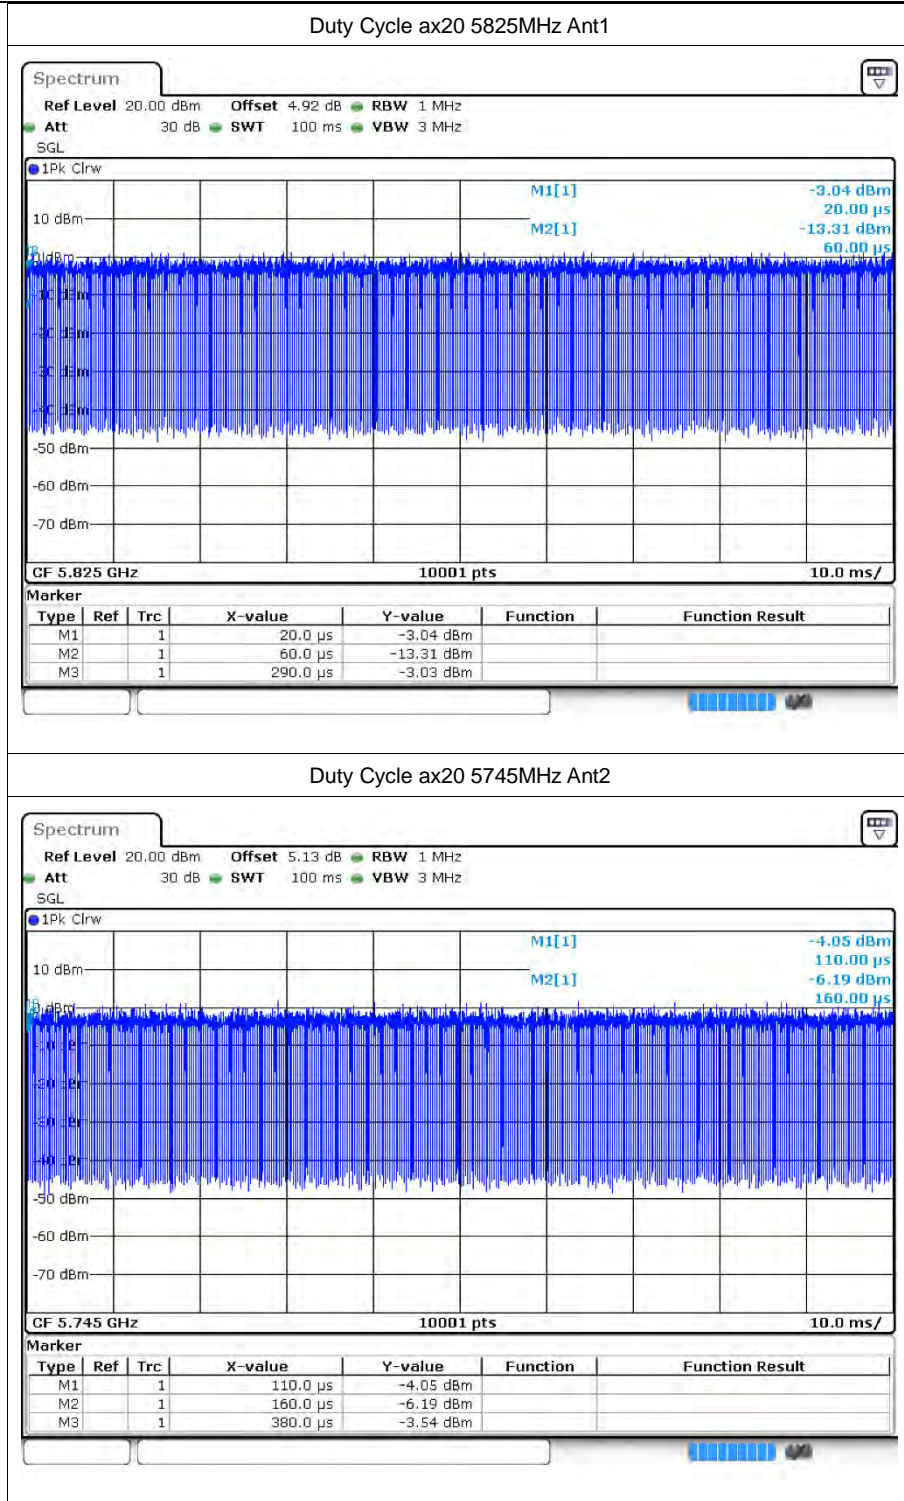 Duty Cycle ax20 5825MHz Ant1
Spectrum
Ref Level 20.00 dBm Offset 4.92 dB RBW 1 MHz
Att 30 dB SWT 100 ms VBW 3 MHz
SGL
1Pk Clrw
M1[1] -3.04 dBm
20.00 µs
10 dBm
M2[1] -13.31 dBm
60.00 µs
-50 dBm
-60 dBm
-70 dBm
CF 5.825 GHz 10001 pts 10.0 ms/
Marker
Type Ref Trc X-value Y-value Function Function Result
M1 1 20.0 µs -3.04 dBm
M2 1 60.0 µs -13.31 dBm
M3 1 290.0 µs -3.03 dBm
Duty Cycle ax20 5745MHz Ant2
Spectrum
Ref Level 20.00 dBm Offset 5.13 dB RBW 1 MHz
Att 30 dB SWT 100 ms VBW 3 MHz
SGL
1Pk Clrw
M1[1] -4.05 dBm
110.00 µs
10 dBm
M2[1] -6.19 dBm
160.00 µs
-50 dBm
-60 dBm
-70 dBm
CF 5.745 GHz 10001 pts 10.0 ms/
Marker
Type Ref Trc X-value Y-value Function Function Result
M1 1 110.0 µs -4.05 dBm
M2 1 160.0 µs -6.19 dBm
M3 1 380.0 µs -3.54 dBm